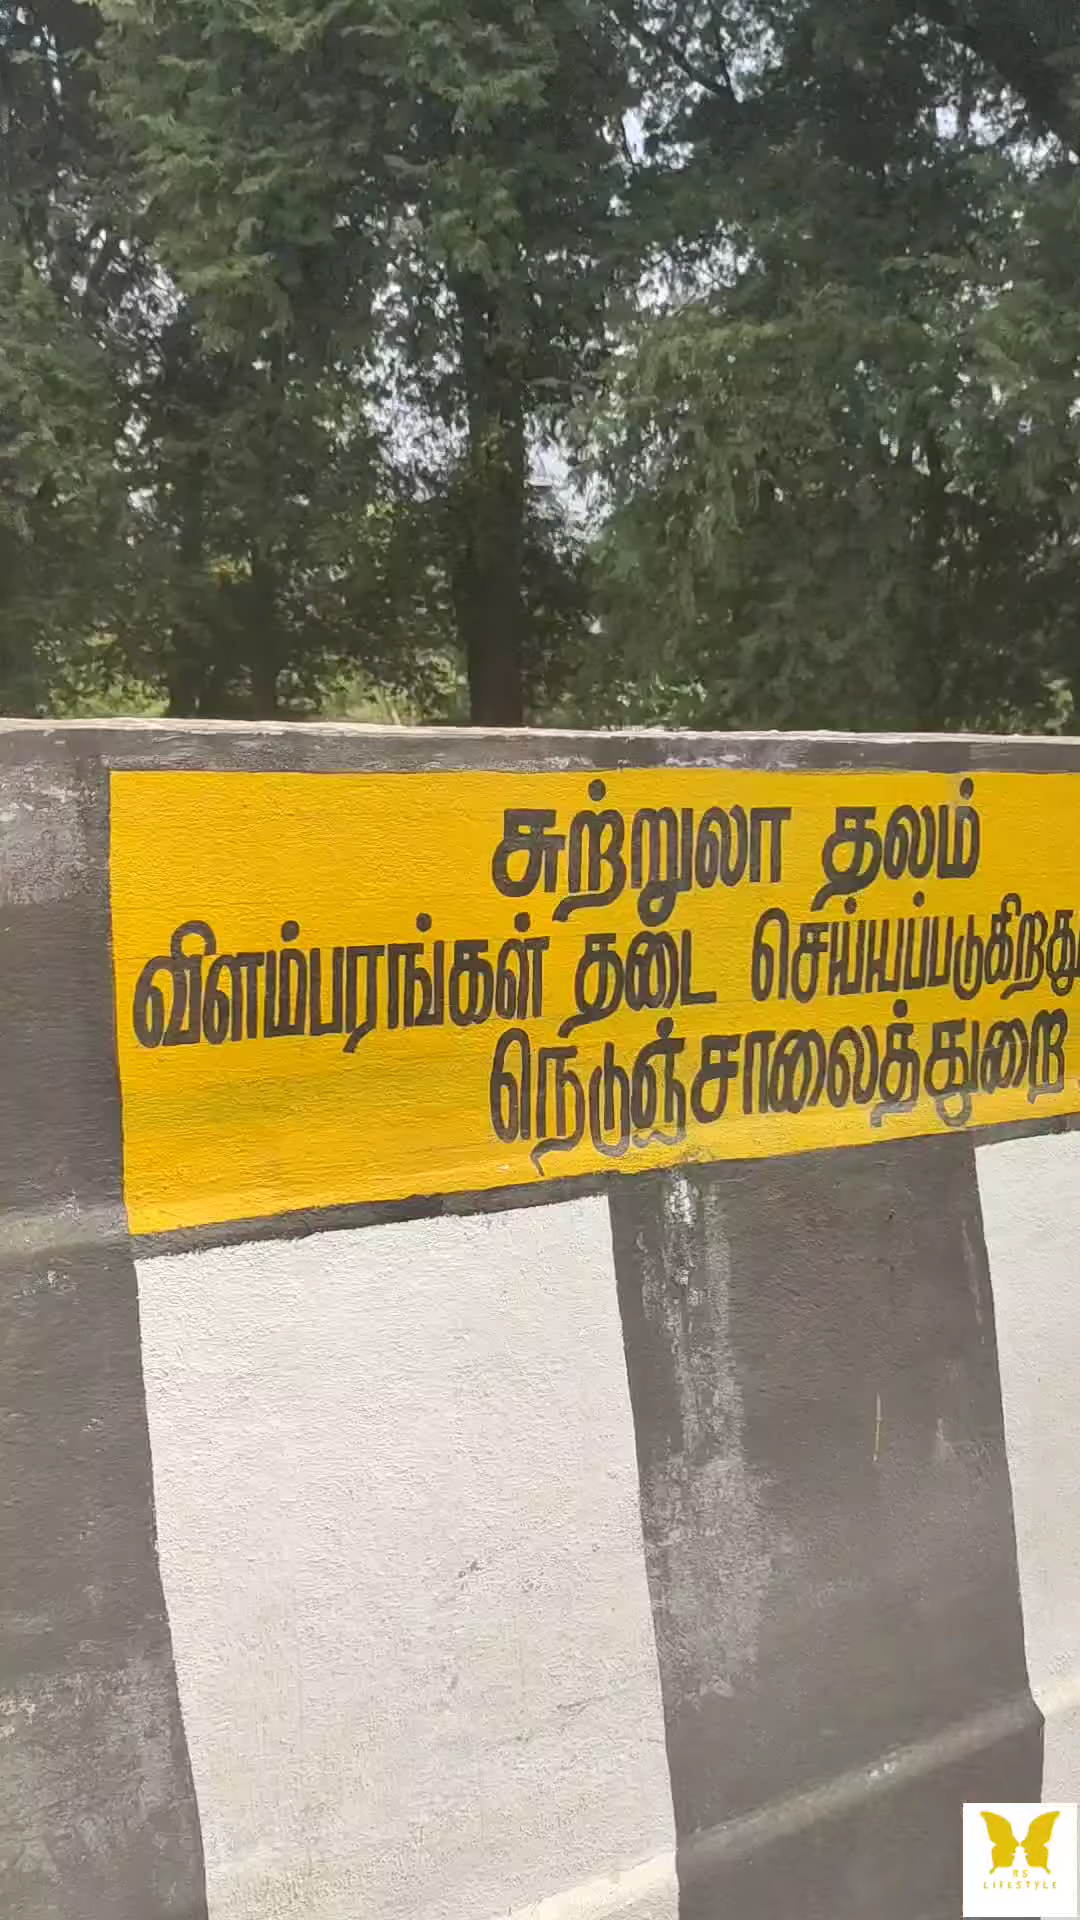 சுற்றுலா தலம்
விளம்பரங்கள் தடை செய்யப்படுகிறது
நெடுஞ்சாலைத்துறை
RS
LIFESTYLE